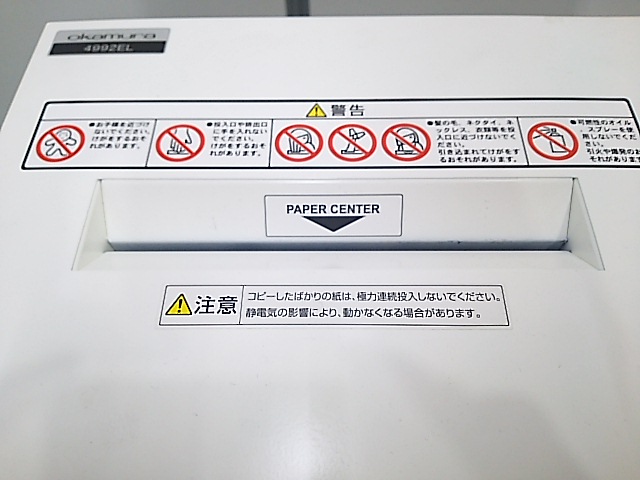 okamura
4992EL
警告
●お子様を近づけ
ないでください。
けがをするおそ
れがあります。
●投入口や排出口
に手を入れない
でください。
けがをするおそ
れがあります。
●髪の毛、ネクタイ、ネ
ックレス、衣類等を投
入口に近づけないでく
ださい。
引き込まれてけがをす
るおそれがあります。
●可燃性のオイル
、スプレーを使
用しないでくだ
さい。
引火や爆発のお
それがあります
PAPER CENTER
注意
コピーしたばかりの紙は、極力連続投入しないでください。
静電気の影響により、動かなくなる場合があります。